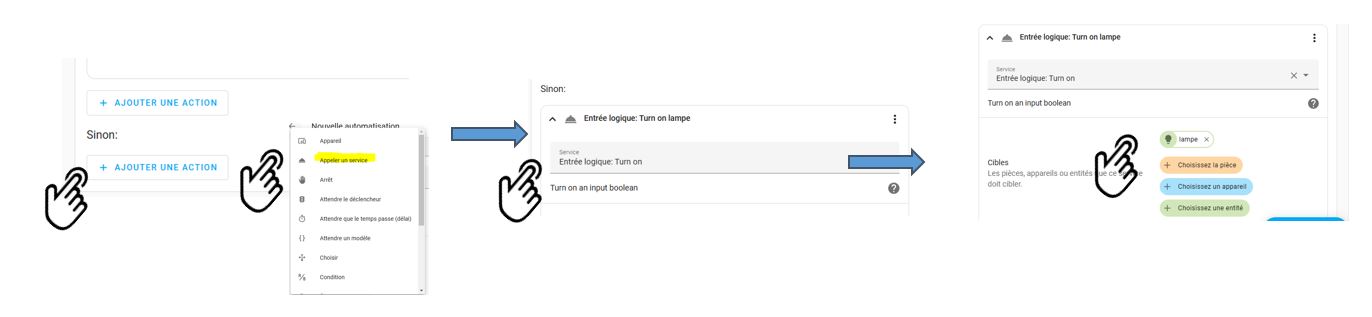 + AJOUTER UNE ACTION
Sinon:
+ AJOUTER UNE ACTION
Nouvelle automatisation
Appareil
Appeler un service
Arrêt
Attendre le déclencheur
Attendre que le temps passe (délai)
Attendre un modèle
Choisir
Condition
Sinon:
Entrée logique: Turn on lampe
Service
Entrée logique: Turn on
Turn on an input boolean
Entrée logique: Turn on lampe
Service
Entrée logique: Turn on
Turn on an input boolean
Cibles
Les pièces, appareils ou entités que ce
doit cibler.
lampe
+ Choisissez la pièce
+ Choisissez un appareil
+ Choisissez une entité